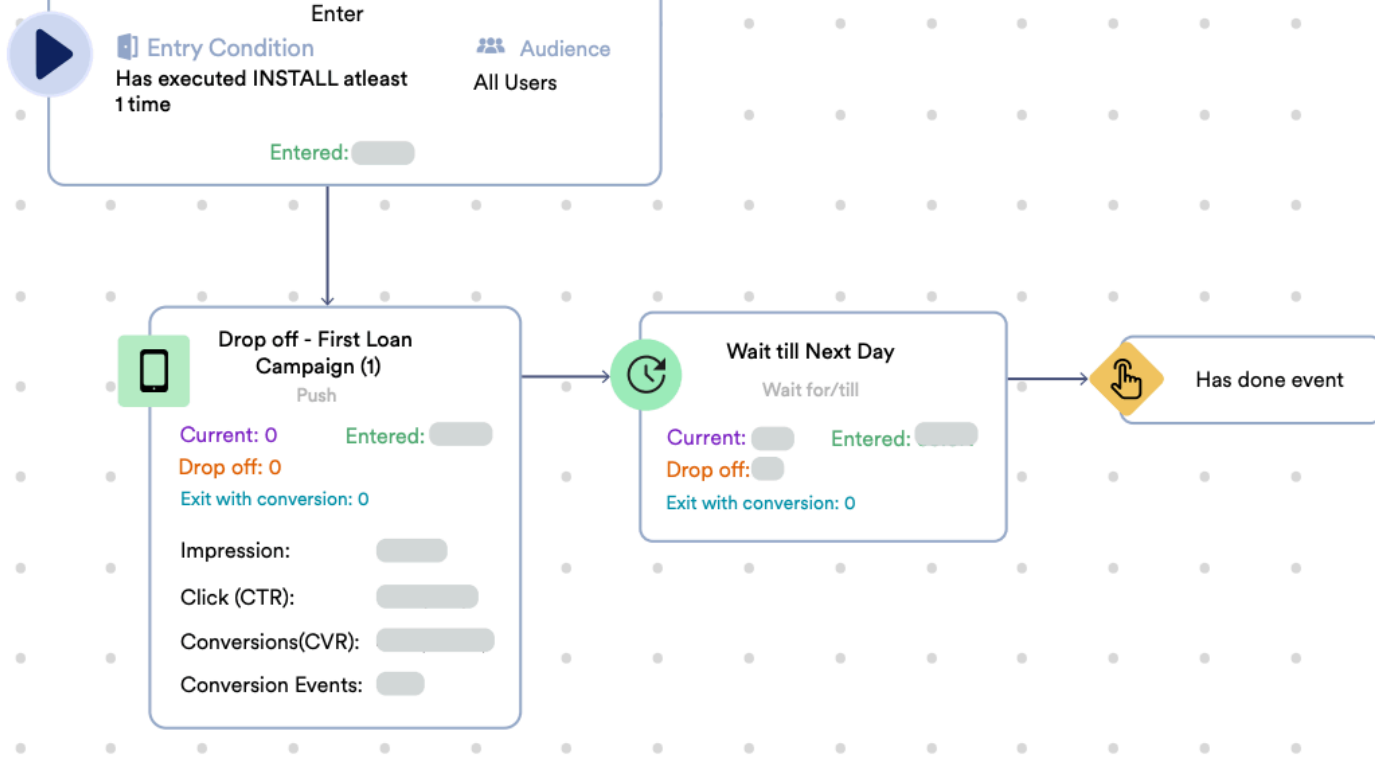 Enter
Entry Condition
Audience
Has executed INSTALL atleast
1 time
All Users
Entered:
Drop off - First Loan
Campaign (1)
Push
Current: 0
Entered:
Drop off: 0
Exit with conversion: 0
Impression:
Click (CTR):
Conversions(CVR):
Conversion Events:
Wait till Next Day
Wait for/till
Current:
Entered:
Drop off:
Exit with conversion: 0
Has done event